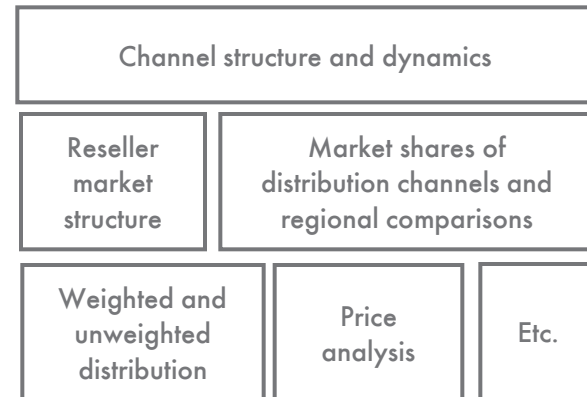 Channel structure and dynamics
Reseller
market
structure
Market shares of
distribution channels and
regional comparisons
Weighted and
unweighted
distribution
Price
analysis
Etc.